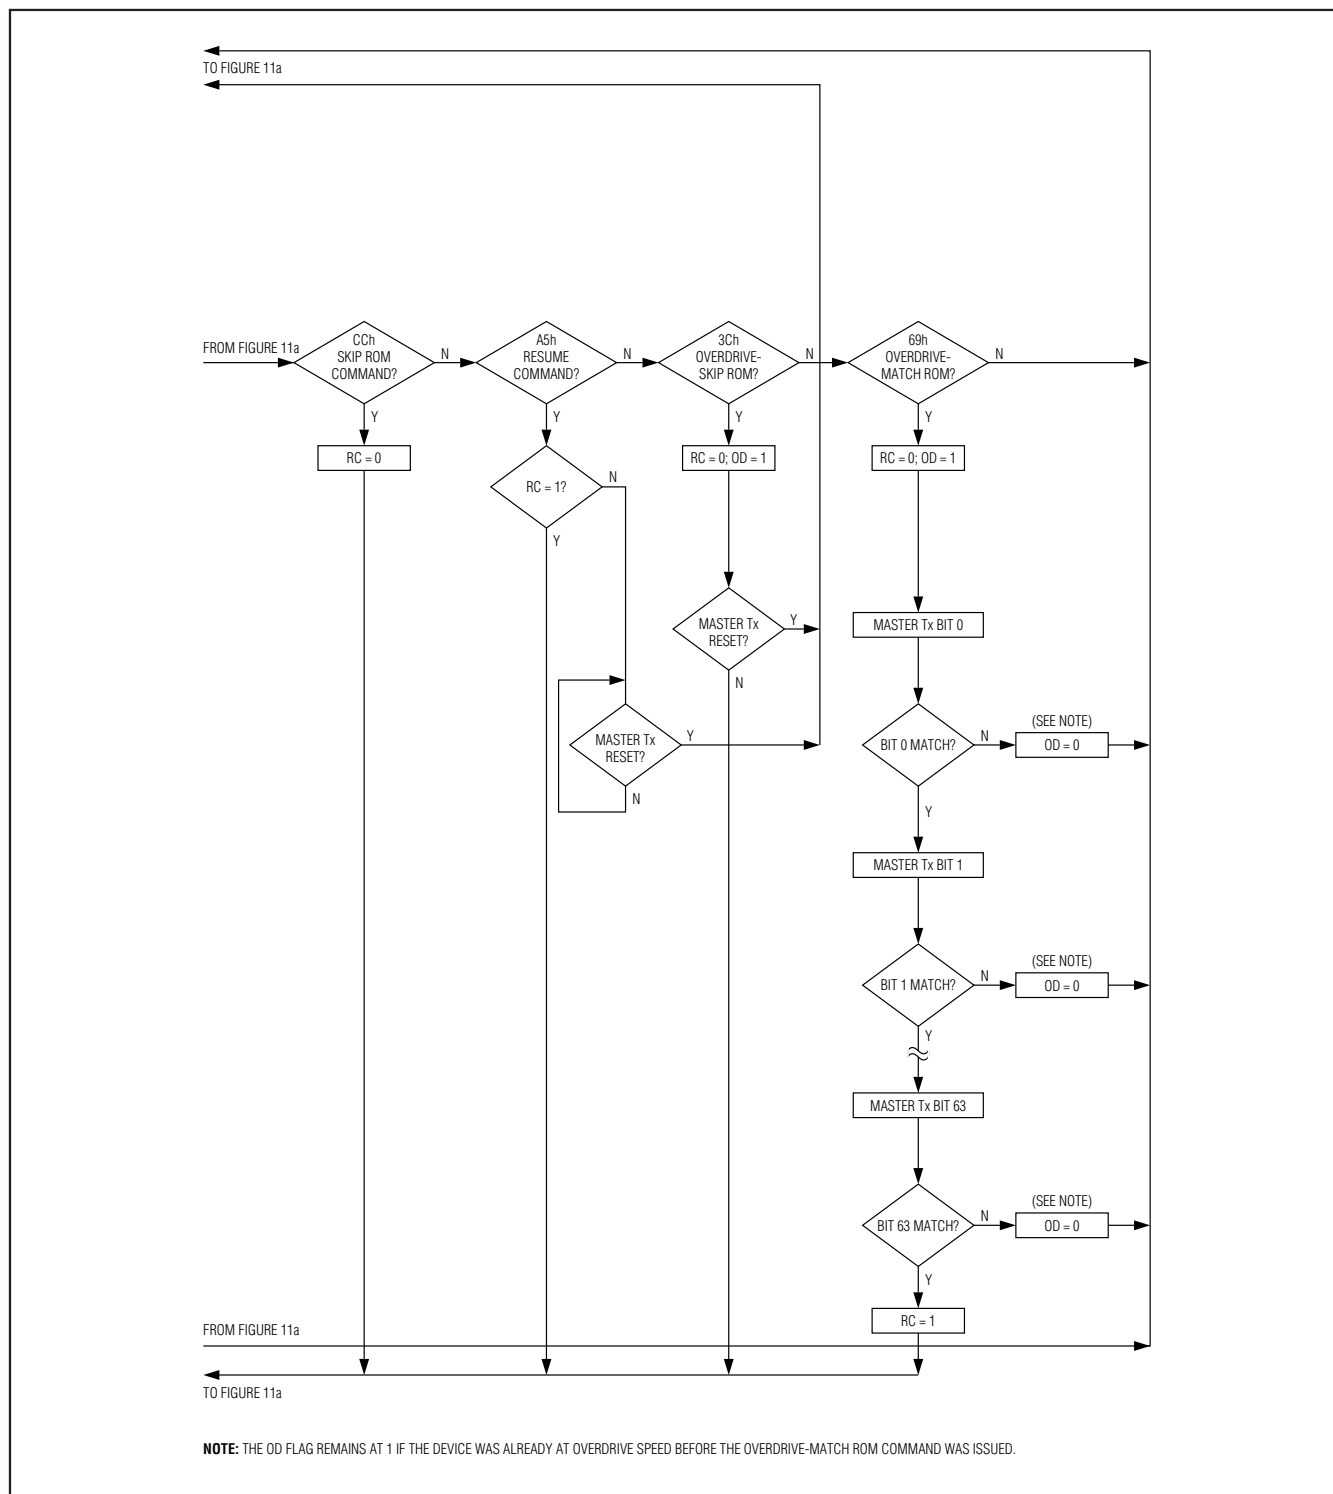 TO FIGURE 11a
FROM FIGURE 11a
CCh
SKIP ROM
COMMAND?
N
A5h
RESUME
COMMAND?
N
3Ch
OVERDRIVE-
SKIP ROM?
N
69h
OVERDRIVE-
MATCH ROM?
N
Y
Y
Y
Y
RC = 0
RC = 1?
N
Y
RC = 0; OD = 1
RC = 0; OD = 1
MASTER Tx
RESET?
Y
N
MASTER Tx BIT 0
MASTER Tx
RESET?
Y
N
BIT 0 MATCH?
N
(SEE NOTE)
OD = 0
Y
MASTER Tx BIT 1
BIT 1 MATCH?
N
(SEE NOTE)
OD = 0
Y
MASTER Tx BIT 63
BIT 63 MATCH?
N
(SEE NOTE)
OD = 0
Y
RC = 1
FROM FIGURE 11a
TO FIGURE 11a
NOTE: THE OD FLAG REMAINS AT 1 IF THE DEVICE WAS ALREADY AT OVERDRIVE SPEED BEFORE THE OVERDRIVE-MATCH ROM COMMAND WAS ISSUED.